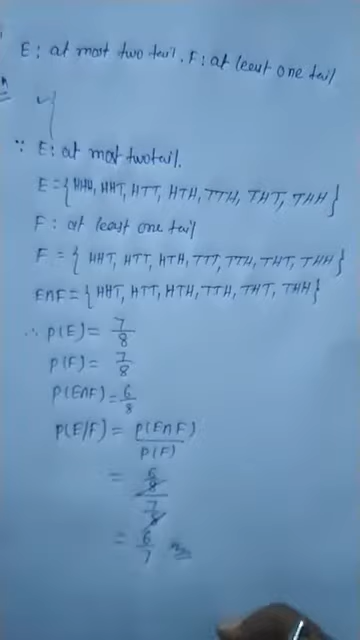 E : at most two tail . F : at least one tail
∵ E : at most two tail.
E = { HHH, HHT, HTT, HTH, TTH, THT, THH }
F : at least one tail
F = { HHT, HTT, HTH, TTT, TTH, THT, THH }
E∩F = { HHT, HTT, HTH, TTH, THT, THH }
∴ P(E) = 7/8
P(F) = 7/8
P(E∩F) = 6/8
P(E/F) = P(E∩F)/P(F)
= 6/8 / 7/8
= 6/7